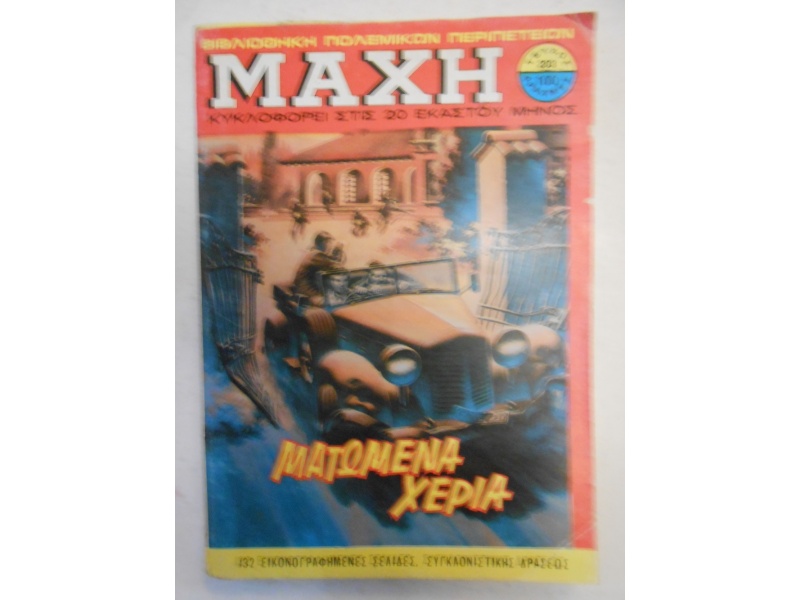 ΒΙΒΛΙΟΘΗΚΗ ΠΟΛΕΜΙΚΩΝ ΠΕΡΙΠΕΤΕΙΩΝ
ΜΑΧΗ
ΚΥΚΛΟΦΟΡΕΙ ΣΤΙΣ 20 ΕΚΑΣΤΟΥ ΜΗΝΟΣ
ΜΑΤΩΜΕΝΑ
ΧΕΡΙΑ
132 ΕΙΚΟΝΟΓΡΑΦΗΜΕΝΕΣ ΣΕΛΙΔΕΣ, ΣΥΓΚΛΟΝΙΣΤΙΚΗΣ ΔΡΑΣΕΩΣ